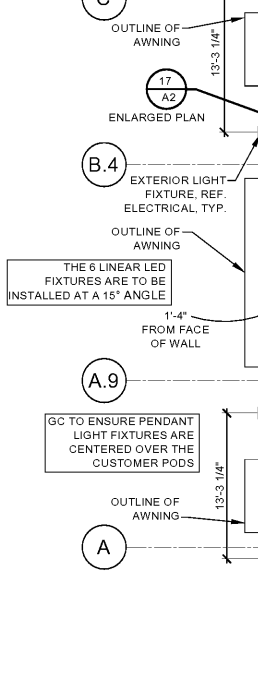 C
OUTLINE OF
AWNING
13'-3 1/4"
17
A2
ENLARGED PLAN
B.4
EXTERIOR LIGHT
FIXTURE, REF.
ELECTRICAL, TYP.
OUTLINE OF
AWNING
THE 6 LINEAR LED
FIXTURES ARE TO BE
INSTALLED AT A 15° ANGLE
1'-4"
FROM FACE
OF WALL
A.9
GC TO ENSURE PENDANT
LIGHT FIXTURES ARE
CENTERED OVER THE
CUSTOMER PODS
13'-3 1/4"
OUTLINE OF
AWNING
A